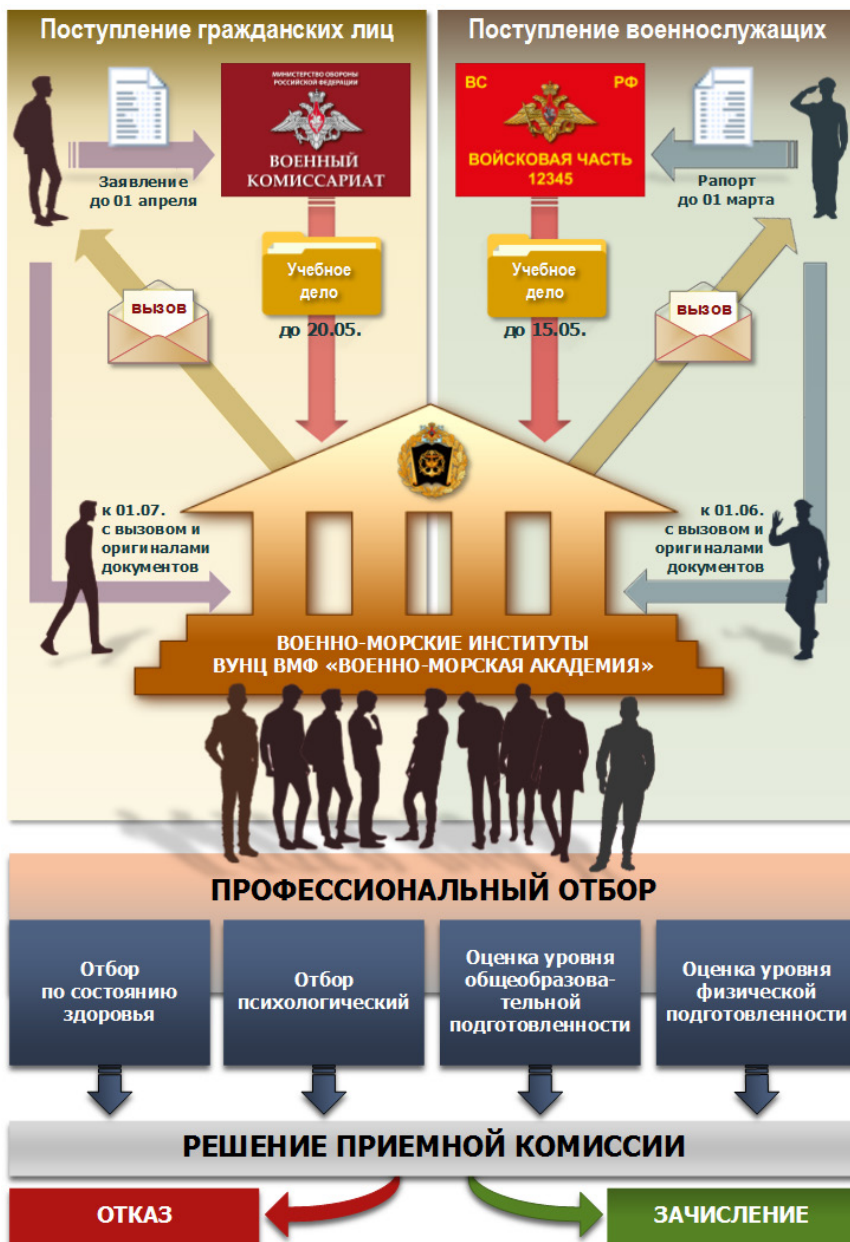 Поступление гражданских лиц
Поступление военнослужащих
МИНИСТЕРСТВО ОБОРОНЫ
РОССИЙСКОЙ ФЕДЕРАЦИИ
ВОЕННЫЙ
КОМИССАРИАТ
ВС
РФ
ВОЙСКОВАЯ ЧАСТЬ
12345
Заявление
до 01 апреля
Рапорт
до 01 марта
Учебное
дело
до 20.05.
Учебное
дело
до 15.05.
ВЫЗОВ
ВЫЗОВ
к 01.07.
с вызовом и
оригиналами
документов
к 01.06.
с вызовом и
оригиналами
документов
ВОЕННО-МОРСКИЕ ИНСТИТУТЫ
ВУНЦ ВМФ «ВОЕННО-МОРСКАЯ АКАДЕМИЯ»
ПРОФЕССИОНАЛЬНЫЙ ОТБОР
Отбор
по состоянию
здоровья
Отбор
психологический
Оценка уровня
общеобразова-
тельной
подготовленности
Оценка уровня
физической
подготовленности
РЕШЕНИЕ ПРИЕМНОЙ КОМИССИИ
ОТКАЗ
ЗАЧИСЛЕНИЕ